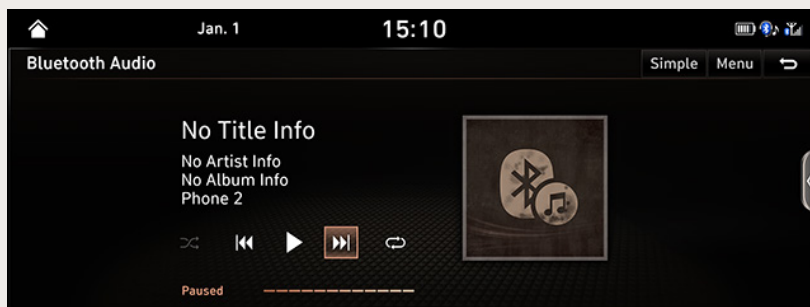 Jan. 1
15:10
Bluetooth Audio
Simple
Menu
No Title Info
No Artist Info
No Album Info
Phone 2
Paused